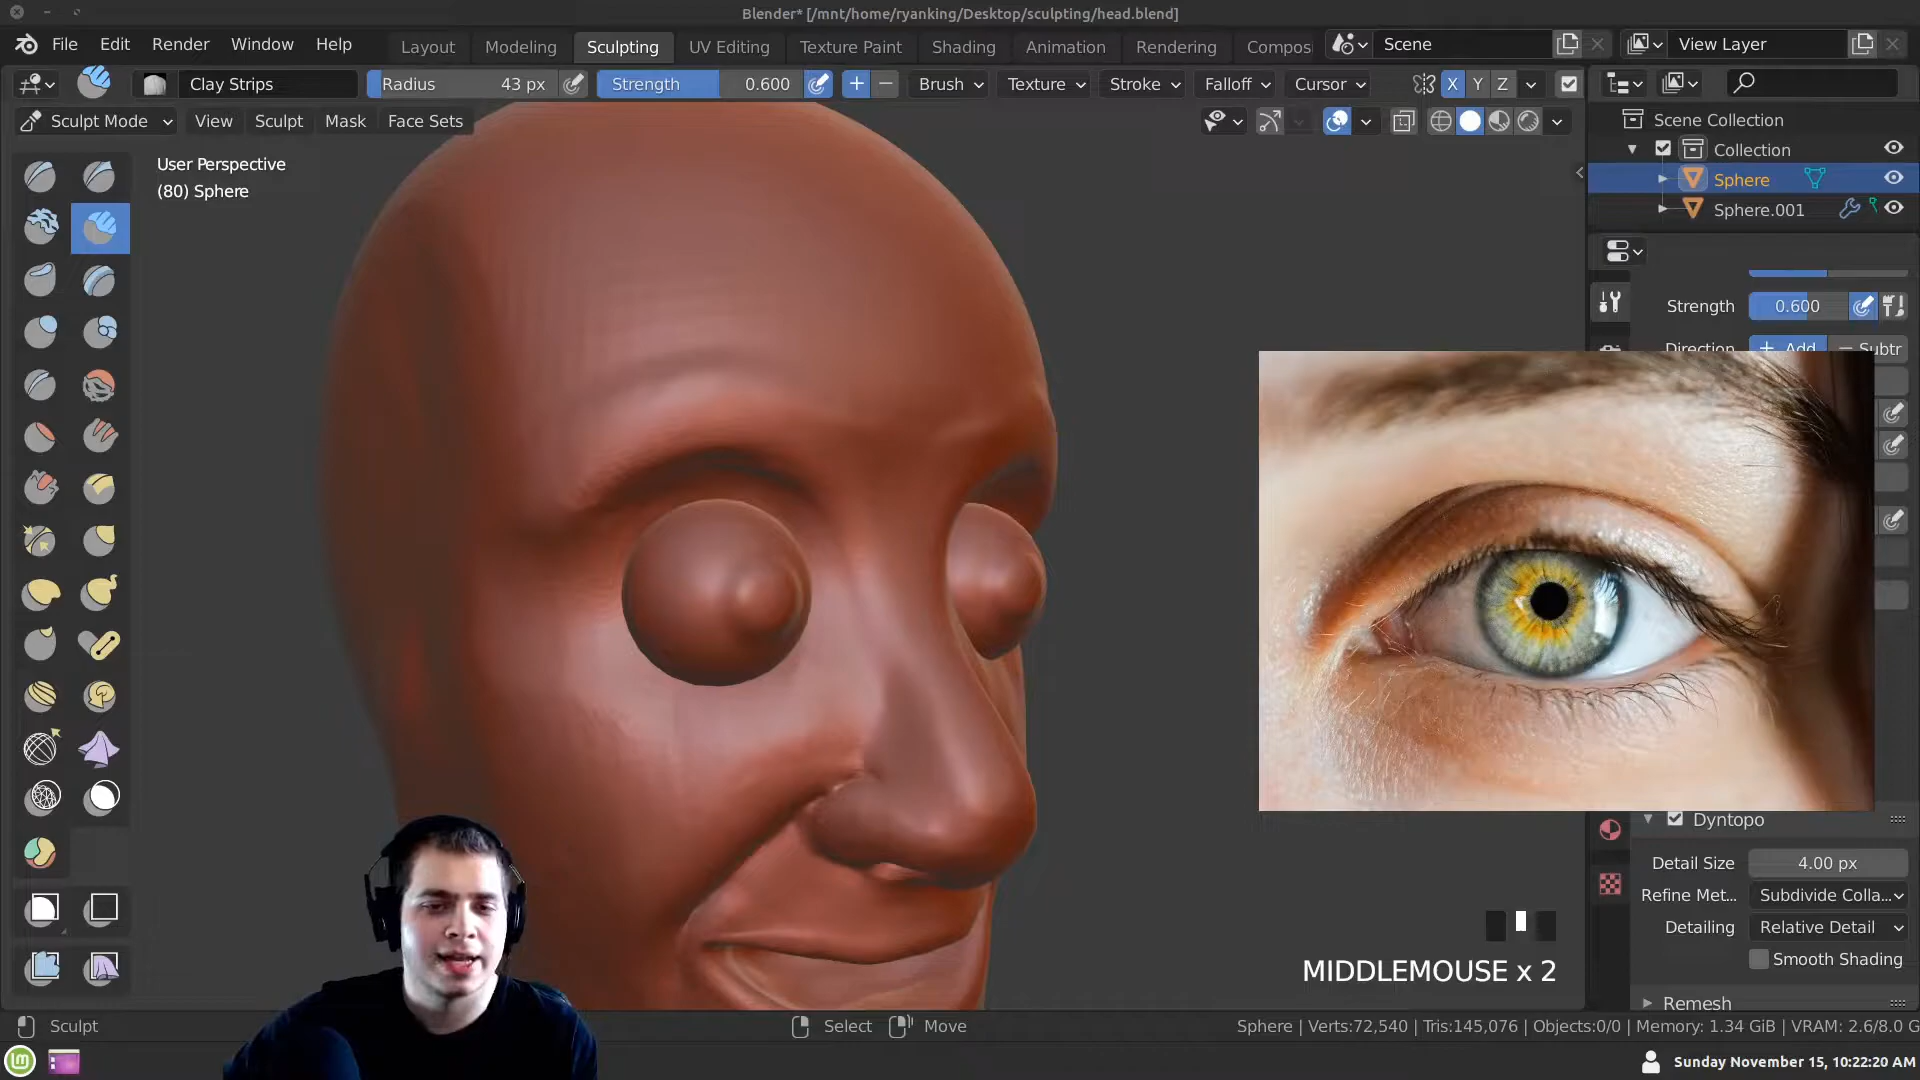 Blender* [/mnt/home/ryanking/Desktop/sculpting/head.blend]
File Edit Render Window Help Layout Modeling Sculpting UV Editing Texture Paint Shading Animation Rendering Compos Scene View Layer
Clay Strips Radius 43 px Strength 0.600 + − Brush Texture Stroke Falloff Cursor X Y Z
Sculpt Mode View Sculpt Mask Face Sets
Scene Collection
Collection
Sphere
Sphere.001
User Perspective
(80) Sphere
Strength 0.600
Direction + Add − Subtr
Dyntopo
Detail Size 4.00 px
Refine Met... Subdivide Colla...
Detailing Relative Detail
Smooth Shading
Remesh
MIDDLEMOUSE x 2
Sculpt Select Move Sphere | Verts:72,540 | Tris:145,076 | Objects:0/0 | Memory: 1.34 GiB | VRAM: 2.6/8.0 G
Sunday November 15, 10:22:20 AM